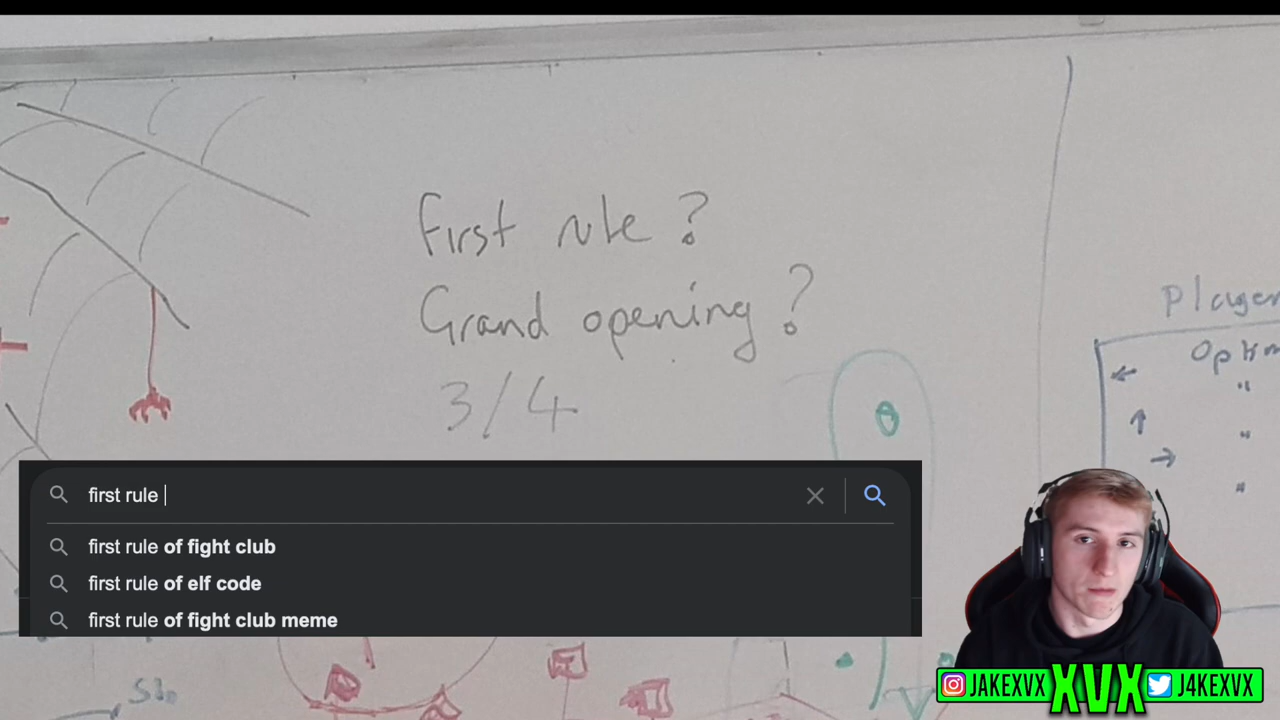 First rule ?
Grand opening ?
3/4
Player
first rule
first rule of fight club
first rule of elf code
first rule of fight club meme
JAKEXVX
XVX
J4KEXVX